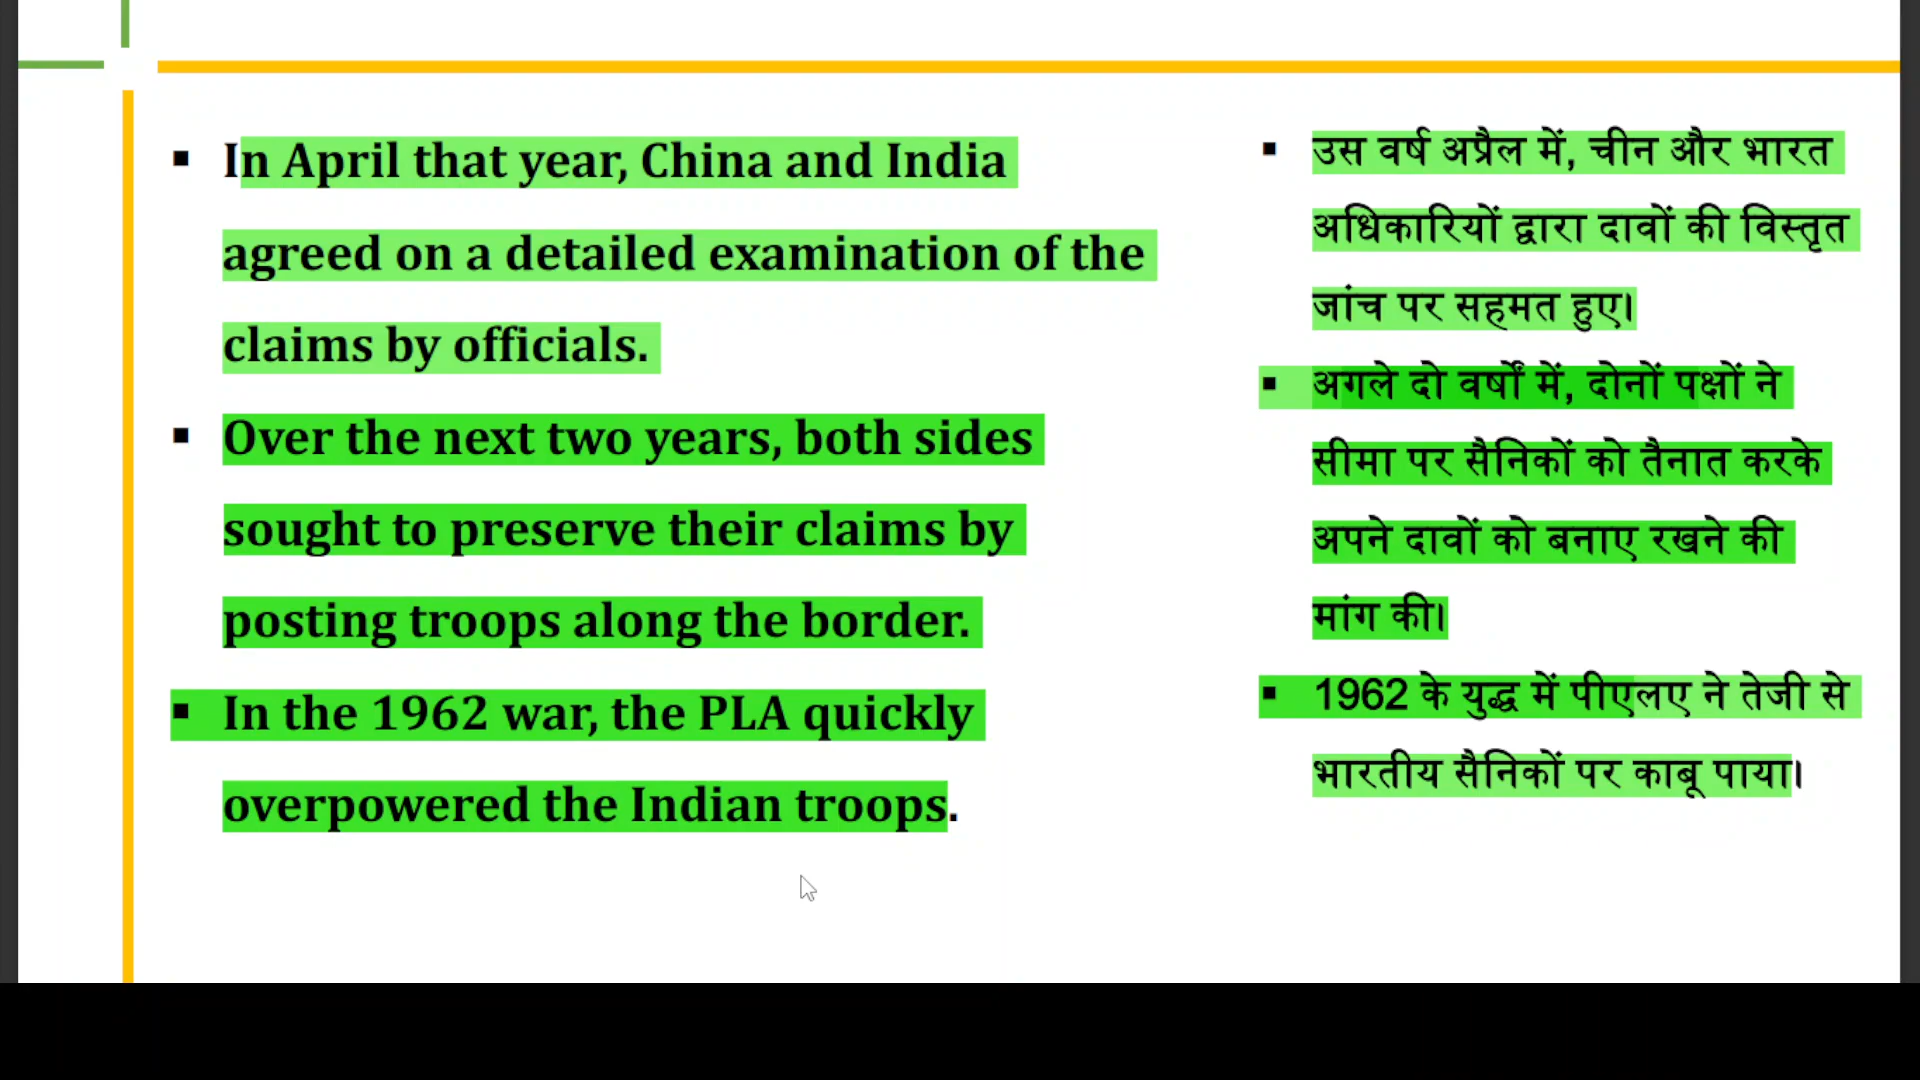 ▪ In April that year, China and India
agreed on a detailed examination of the
claims by officials.
▪ Over the next two years, both sides
sought to preserve their claims by
posting troops along the border.
▪ In the 1962 war, the PLA quickly
overpowered the Indian troops.
▪ उस वर्ष अप्रैल में, चीन और भारत
अधिकारियों द्वारा दावों की विस्तृत
जांच पर सहमत हुए।
▪ अगले दो वर्षों में, दोनों पक्षों ने
सीमा पर सैनिकों को तैनात करके
अपने दावों को बनाए रखने की
मांग की।
▪ 1962 के युद्ध में पीएलए ने तेजी से
भारतीय सैनिकों पर काबू पाया।